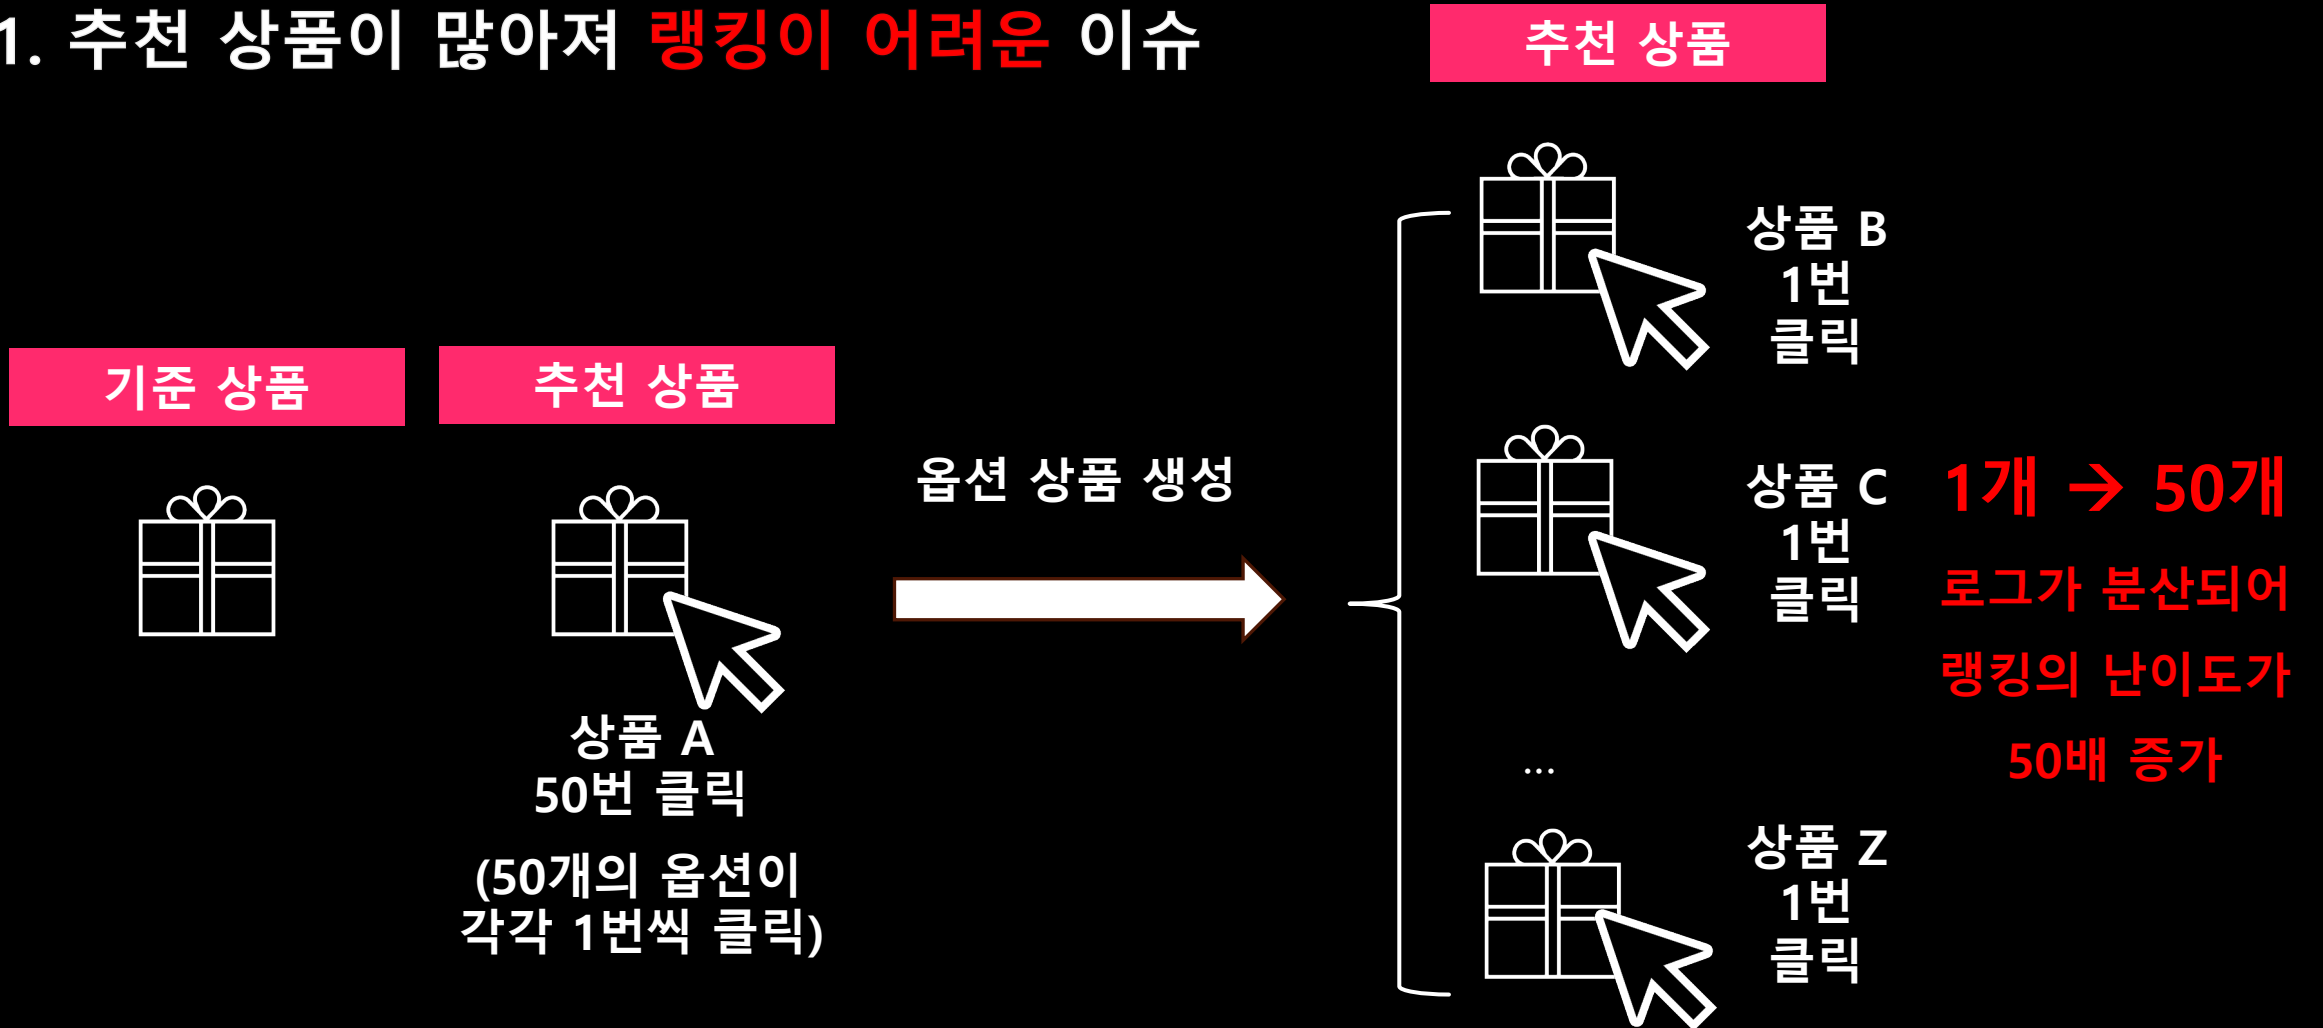 1. 추천 상품이 많아져 랭킹이 어려운 이슈
기준 상품
추천 상품
상품 A
50번 클릭
(50개의 옵션이
각각 1번씩 클릭)
옵션 상품 생성
추천 상품
상품 B
1번
클릭
상품 C
1번
클릭
...
상품 Z
1번
클릭
1개 → 50개
로그가 분산되어
랭킹의 난이도가
50배 증가